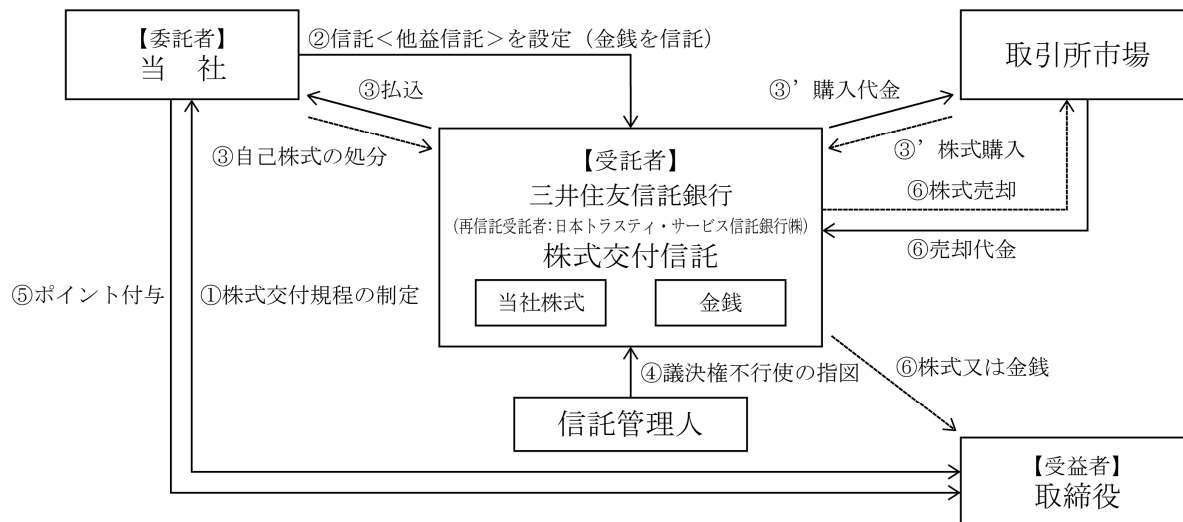 【委託者】
当　社
②信託＜他益信託＞を設定（金銭を信託）
取引所市場
③払込
③’購入代金
③自己株式の処分
③’株式購入
【受託者】
三井住友信託銀行
(再信託受託者：日本トラスティ・サービス信託銀行㈱)
株式交付信託
当社株式
金銭
⑥株式売却
⑥売却代金
⑤ポイント付与
①株式交付規程の制定
④議決権不行使の指図
⑥株式又は金銭
信託管理人
【受益者】
取締役